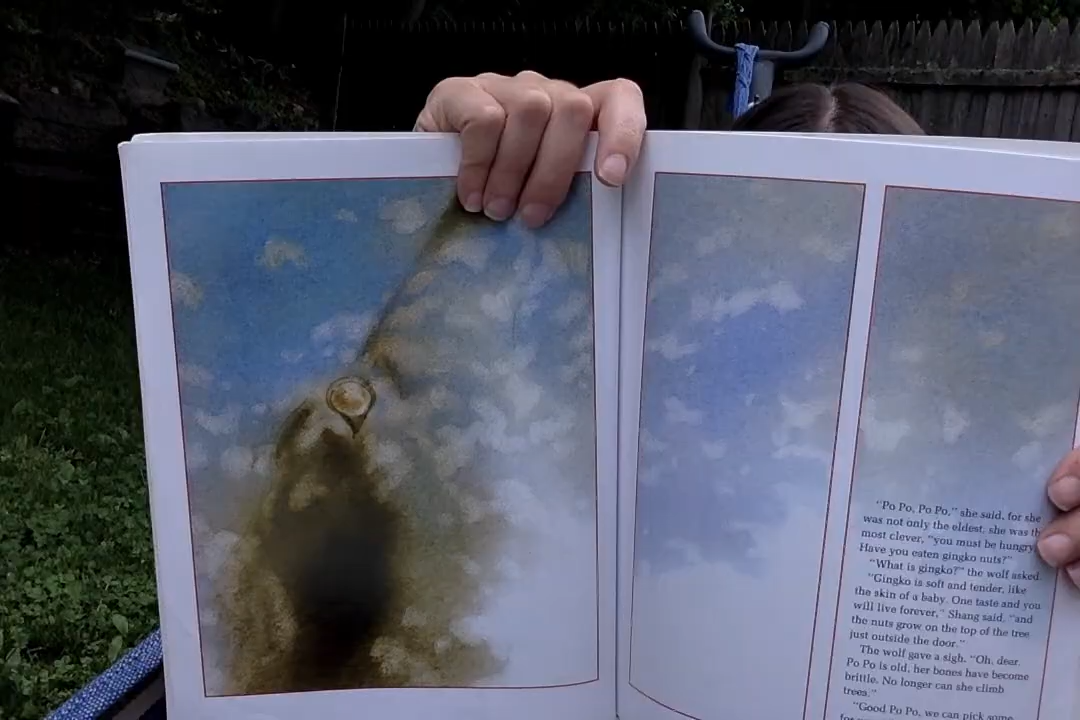 "Po Po, Po Po," she said, for she
was not only the eldest, she was th
most clever, "you must be hungry.
Have you eaten gingko nuts?"
"What is gingko?" the wolf asked.
"Gingko is soft and tender, like
the skin of a baby. One taste and you
will live forever," Shang said, "and
the nuts grow on the top of the tree
just outside the door."
The wolf gave a sigh. "Oh, dear.
Po Po is old, her bones have become
brittle. No longer can she climb
trees."
"Good Po Po, we can pick some